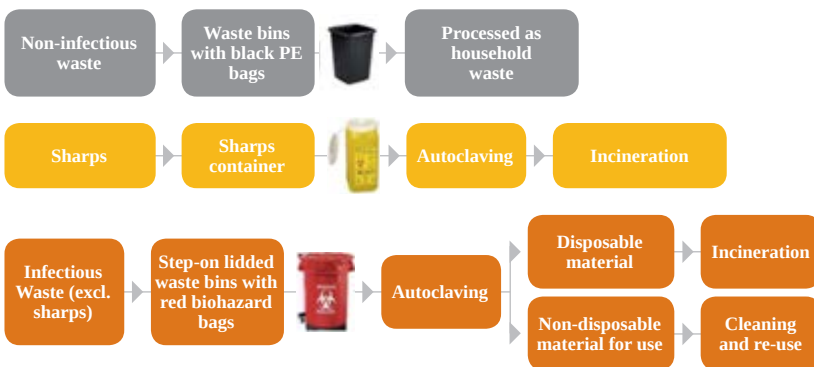 Non-infectious
waste
Waste bins
with black PE
bags
Processed as
household
waste
Sharps
Sharps
container
Autoclaving
Incineration
Infectious
Waste (excl.
sharps)
Step-on lidded
waste bins with
red biohazard
bags
Autoclaving
Disposable
material
Incineration
Non-disposable
material for use
Cleaning
and re-use